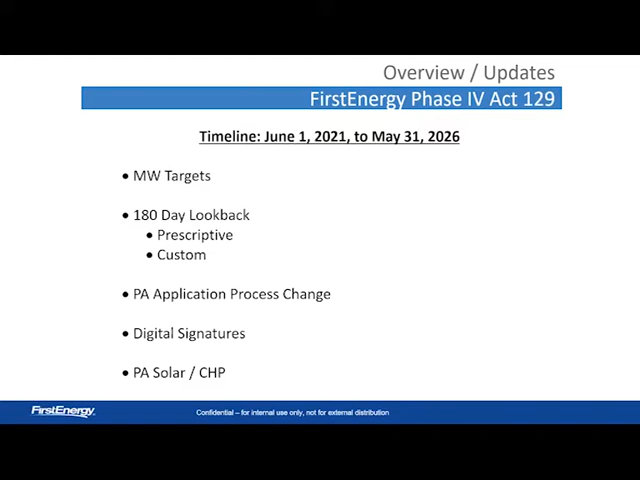 Overview / Updates
FirstEnergy Phase IV Act 129
Timeline: June 1, 2021, to May 31, 2026
• MW Targets
• 180 Day Lookback
• Prescriptive
• Custom
• PA Application Process Change
• Digital Signatures
• PA Solar / CHP
FirstEnergy
Confidential – for internal use only, not for external distribution